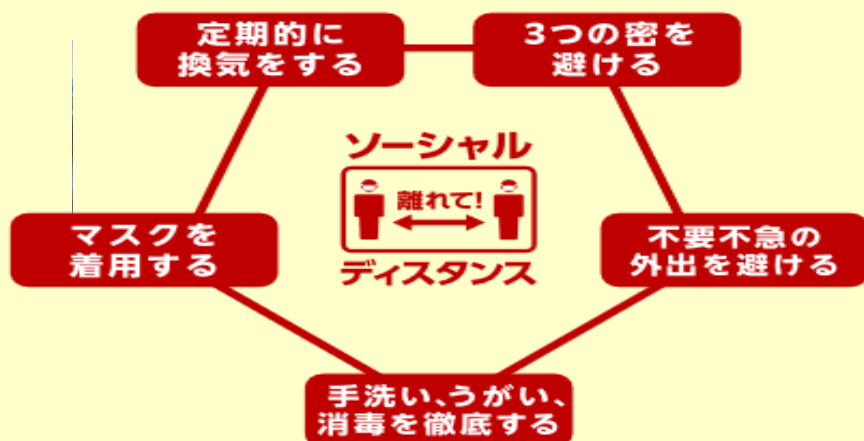 定期的に
換気をする
3つの密を
避ける
ソーシャル
離れて!
ディスタンス
マスクを
着用する
不要不急の
外出を避ける
手洗い、うがい、
消毒を徹底する